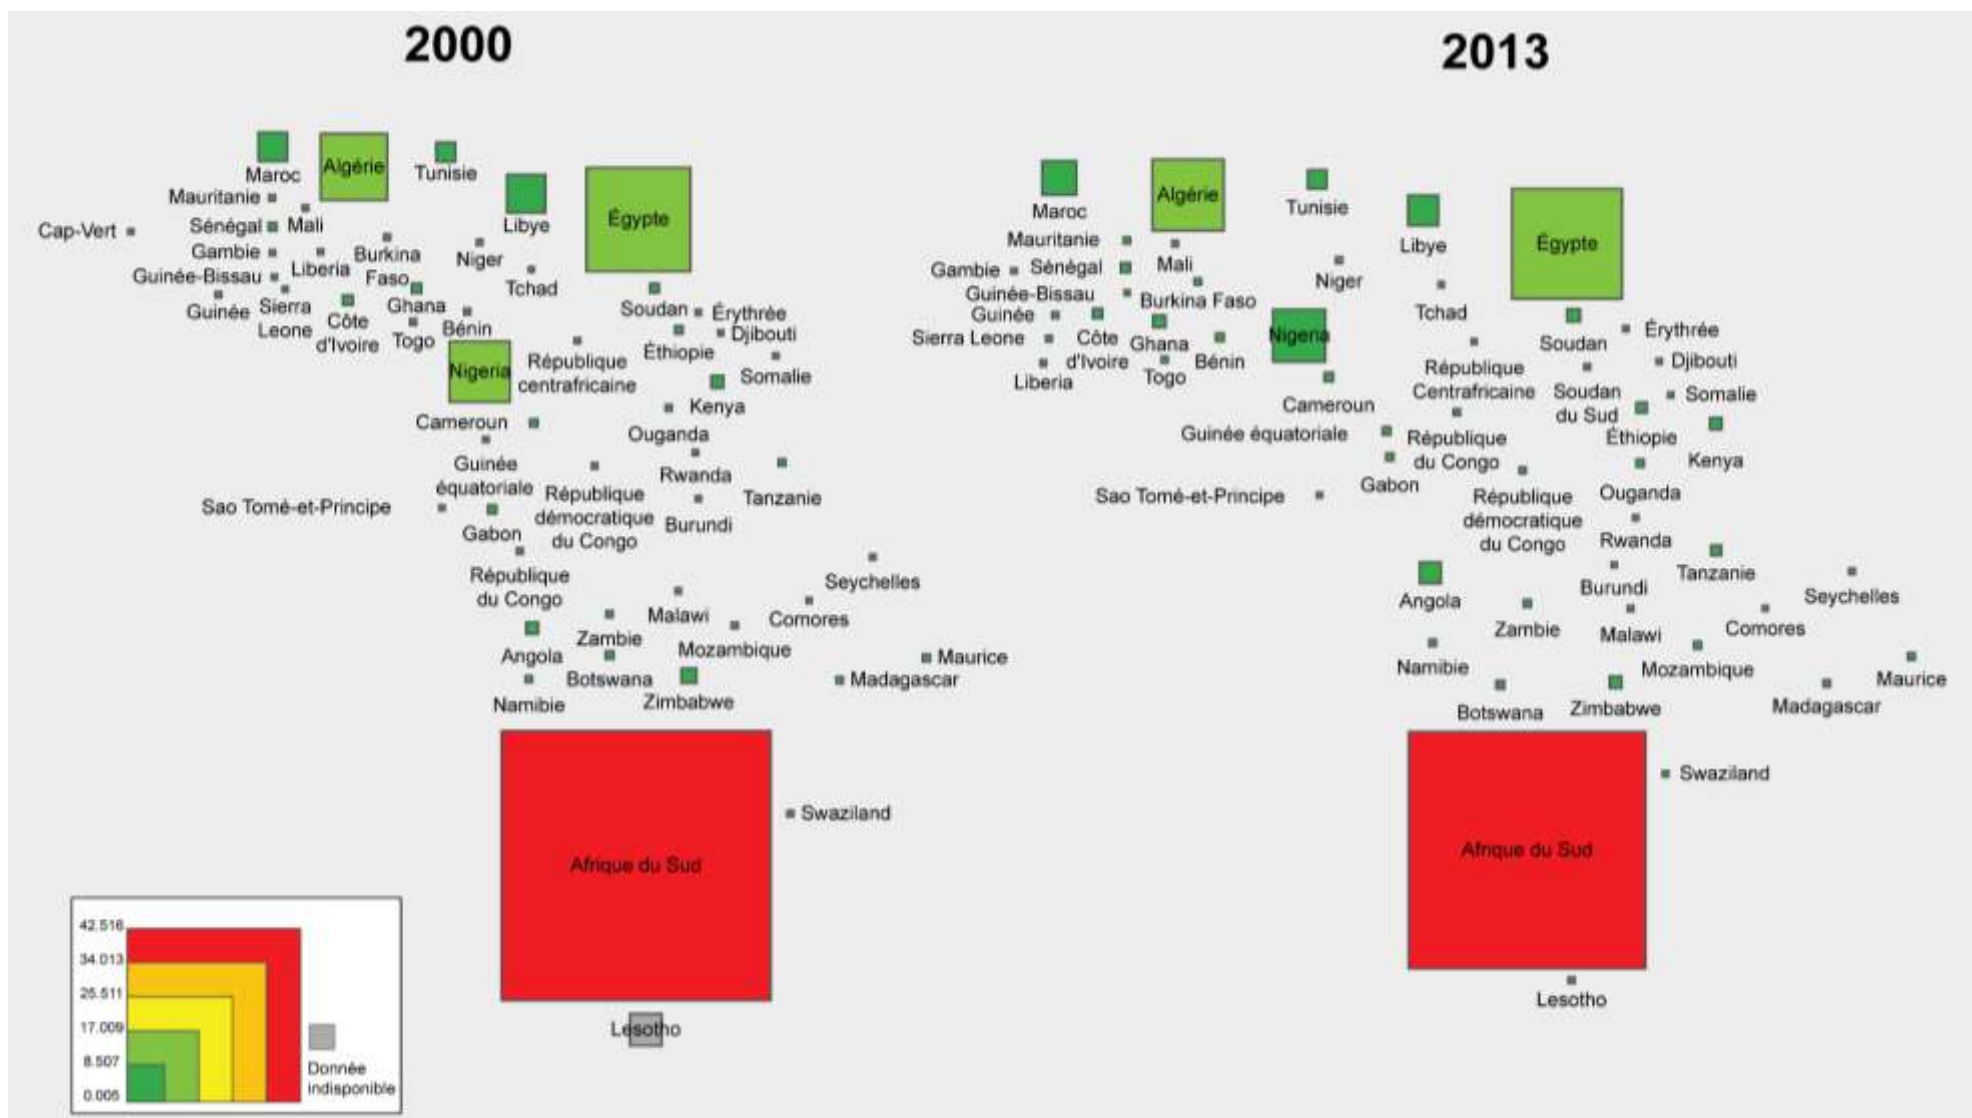 2000
Maroc
Algérie
Tunisie
Mauritanie
Libye
Égypte
Cap-Vert
Sénégal
Mali
Gambie
Liberia
Burkina
Faso
Niger
Guinée-Bissau
Tchad
Guinée
Sierra
Leone
Côte
d'Ivoire
Ghana
Togo
Bénin
Soudan
Érythrée
Djibouti
Éthiopie
Somalie
Nigeria
République
centrafricaine
Kenya
Cameroun
Ouganda
Guinée
équatoriale
Rwanda
Tanzanie
République
démocratique
du Congo
Burundi
Sao Tomé-et-Principe
Gabon
République
du Congo
Seychelles
Malawi
Comores
Zambie
Mozambique
Angola
Botswana
Maurice
Madagascar
Namibie
Zimbabwe
Afrique du Sud
Swaziland
Lesotho
42.516
34.013
25.511
17.009
8.507
0.005
Donnée
indisponible
2013
Maroc
Algérie
Tunisie
Libye
Égypte
Mauritanie
Gambie
Sénégal
Mali
Niger
Guinée-Bissau
Burkina Faso
Tchad
Guinée
Sierra Leone
Côte
d'Ivoire
Ghana
Togo
Bénin
Nigeria
Liberia
Soudan
Érythrée
Djibouti
République
Centrafricaine
Soudan
du Sud
Somalie
Cameroun
Éthiopie
Guinée équatoriale
République
du Congo
Kenya
Gabon
Sao Tomé-et-Principe
République
démocratique
du Congo
Ouganda
Rwanda
Tanzanie
Burundi
Seychelles
Angola
Zambie
Malawi
Comores
Namibie
Mozambique
Maurice
Botswana
Zimbabwe
Madagascar
Afrique du Sud
Swaziland
Lesotho